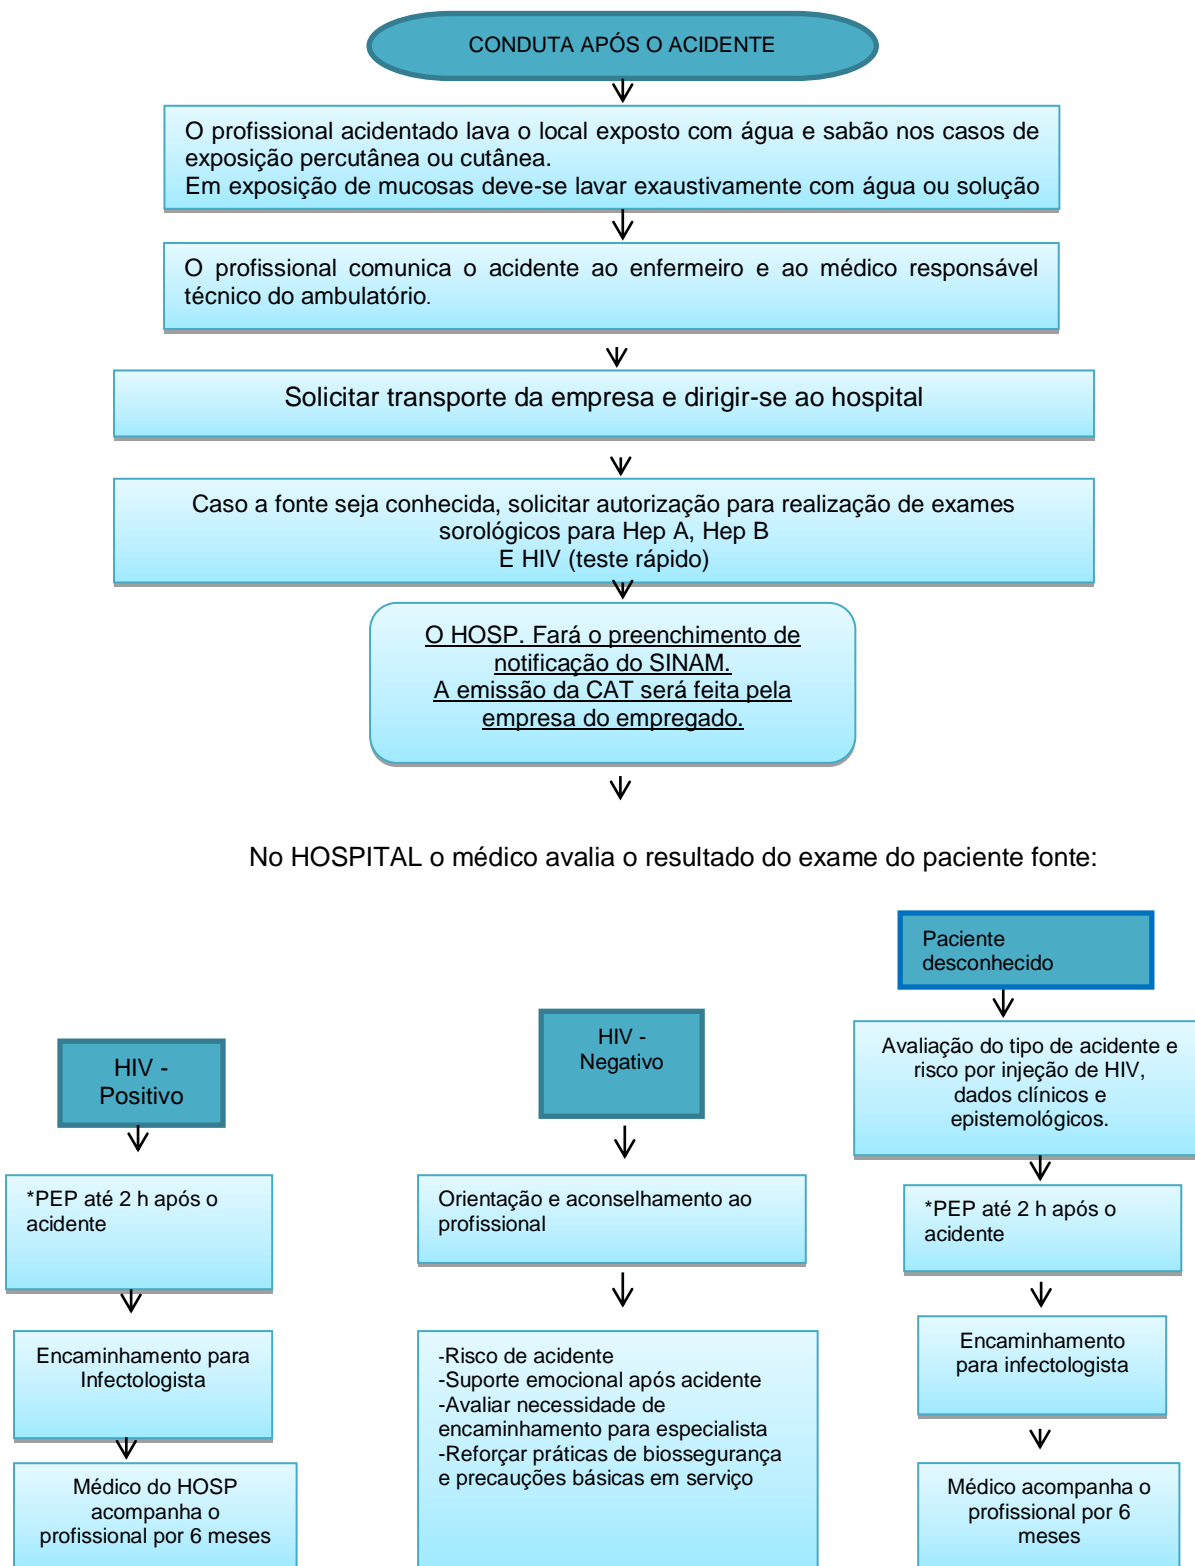 CONDUTA APÓS O ACIDENTE
O profissional acidentado lava o local exposto com água e sabão nos casos de
exposição percutânea ou cutânea.
Em exposição de mucosas deve-se lavar exaustivamente com água ou solução
O profissional comunica o acidente ao enfermeiro e ao médico responsável
técnico do ambulatório.
Solicitar transporte da empresa e dirigir-se ao hospital
Caso a fonte seja conhecida, solicitar autorização para realização de exames
sorológicos para Hep A, Hep B
E HIV (teste rápido)
O HOSP. Fará o preenchimento de
notificação do SINAM.
A emissão da CAT será feita pela
empresa do empregado.
No HOSPITAL o médico avalia o resultado do exame do paciente fonte:
HIV -
Positivo
*PEP até 2 h após o
acidente
Encaminhamento para
Infectologista
Médico do HOSP
acompanha o
profissional por 6 meses
HIV -
Negativo
Orientação e aconselhamento ao
profissional
-Risco de acidente
-Suporte emocional após acidente
-Avaliar necessidade de
encaminhamento para especialista
-Reforçar práticas de biossegurança
e precauções básicas em serviço
Paciente
desconhecido
Avaliação do tipo de acidente e
risco por injeção de HIV,
dados clínicos e
epistemológicos.
*PEP até 2 h após o
acidente
Encaminhamento
para infectologista
Médico acompanha o
profissional por 6
meses